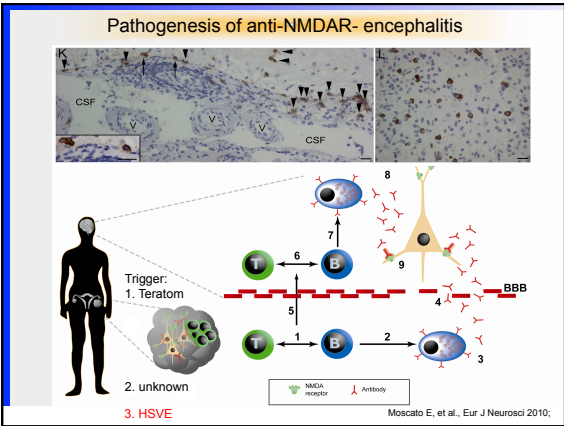 Pathogenesis of anti-NMDAR- encephalitis
K
L
CSF
V
V
V
CSF
8
7
9
6
T
B
Trigger:
1. Teratom
BBB
4
5
1
2
T
B
3
2. unknown
NMDA receptor
Antibody
3. HSVE
Moscato E, et al., Eur J Neurosci 2010;